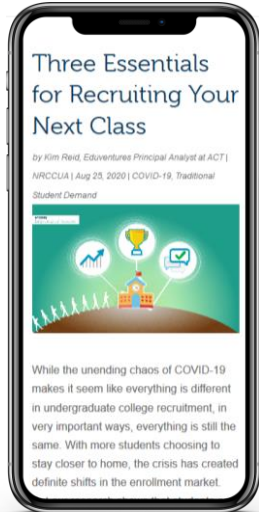 Three Essentials
for Recruiting Your
Next Class
by Kim Reid, Eduventures Principal Analyst at ACT |
NRCCUA | Aug 25, 2020 | COVID-19, Traditional
Student Demand
While the unending chaos of COVID-19
makes it seem like everything is different
in undergraduate college recruitment, in
very important ways, everything is still the
same. With more students choosing to
stay closer to home, the crisis has created
definite shifts in the enrollment market.